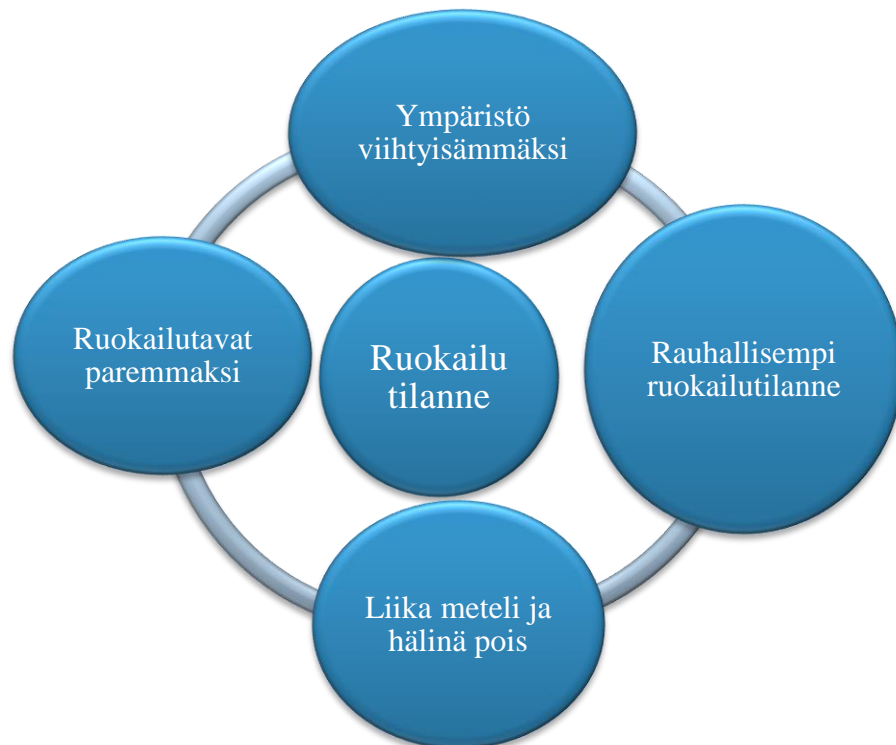 Ympäristö
viihtyisämmäksi
Ruokailutavat
paremmaksi
Ruokailu
tilanne
Rauhallisempi
ruokailutilanne
Liika meteli ja
hälinä pois